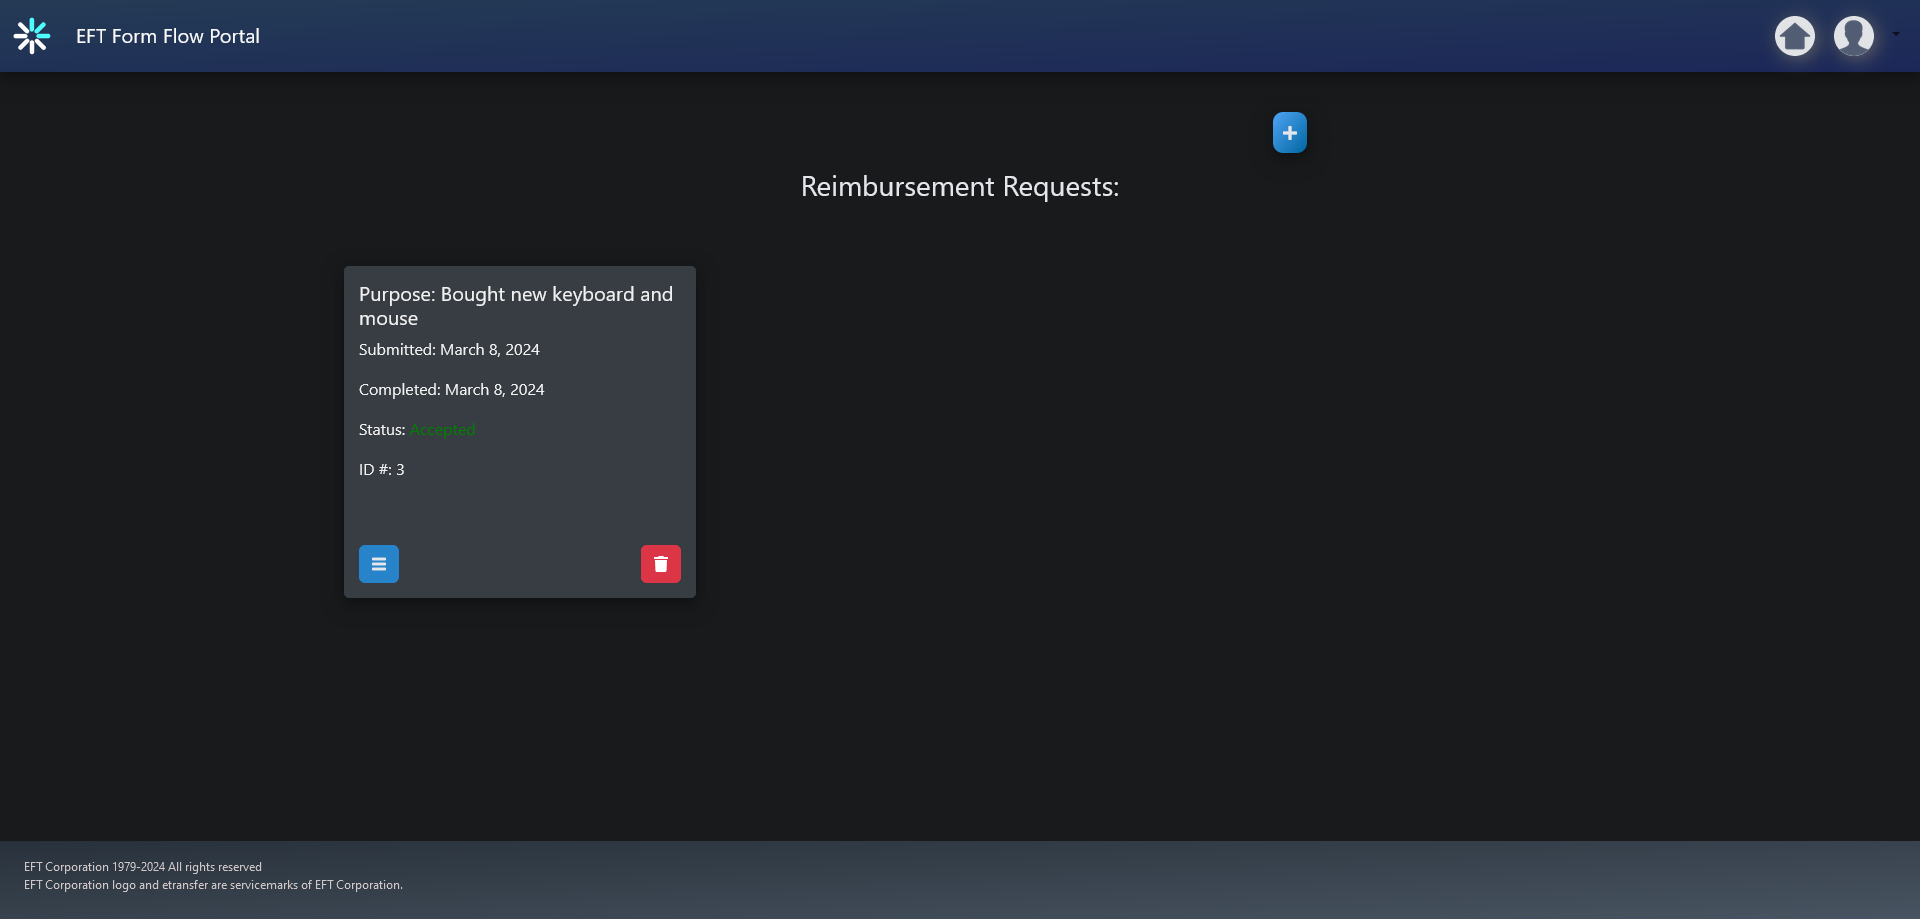 EFT Form Flow Portal
Reimbursement Requests:
Purpose: Bought new keyboard and
mouse
Submitted: March 8, 2024
Completed: March 8, 2024
Status: Accepted
ID #: 3
EFT Corporation 1979-2024 All rights reserved
EFT Corporation logo and etransfer are servicemarks of EFT Corporation.